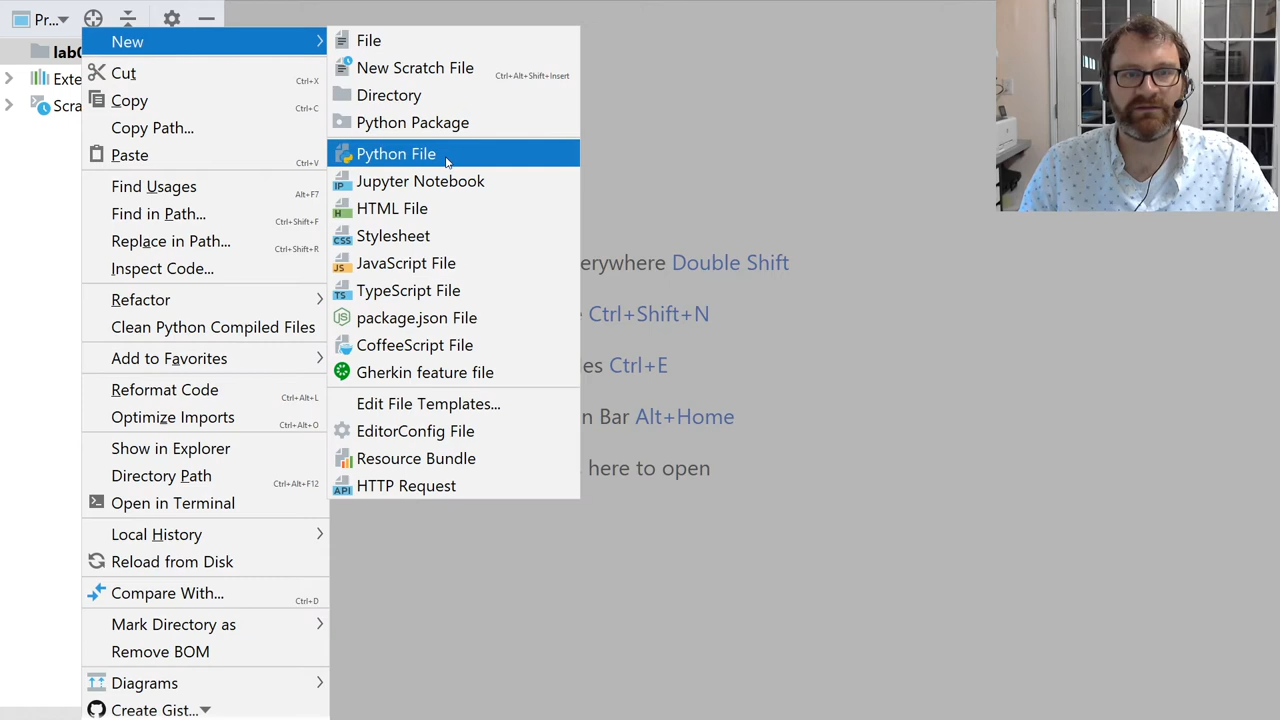 Pr...
lab0
Exte
Scra
New
Cut Ctrl+X
Copy Ctrl+C
Copy Path...
Paste Ctrl+V
Find Usages Alt+F7
Find in Path... Ctrl+Shift+F
Replace in Path... Ctrl+Shift+R
Inspect Code...
Refactor
Clean Python Compiled Files
Add to Favorites
Reformat Code Ctrl+Alt+L
Optimize Imports Ctrl+Alt+O
Show in Explorer
Directory Path Ctrl+Alt+F12
Open in Terminal
Local History
Reload from Disk
Compare With... Ctrl+D
Mark Directory as
Remove BOM
Diagrams
Create Gist...
File
New Scratch File Ctrl+Alt+Shift+Insert
Directory
Python Package
Python File
IP Jupyter Notebook
H HTML File
CSS Stylesheet
JS JavaScript File
TS TypeScript File
package.json File
CoffeeScript File
Gherkin feature file
Edit File Templates...
EditorConfig File
Resource Bundle
API HTTP Request
erywhere Double Shift
Ctrl+Shift+N
es Ctrl+E
n Bar Alt+Home
here to open